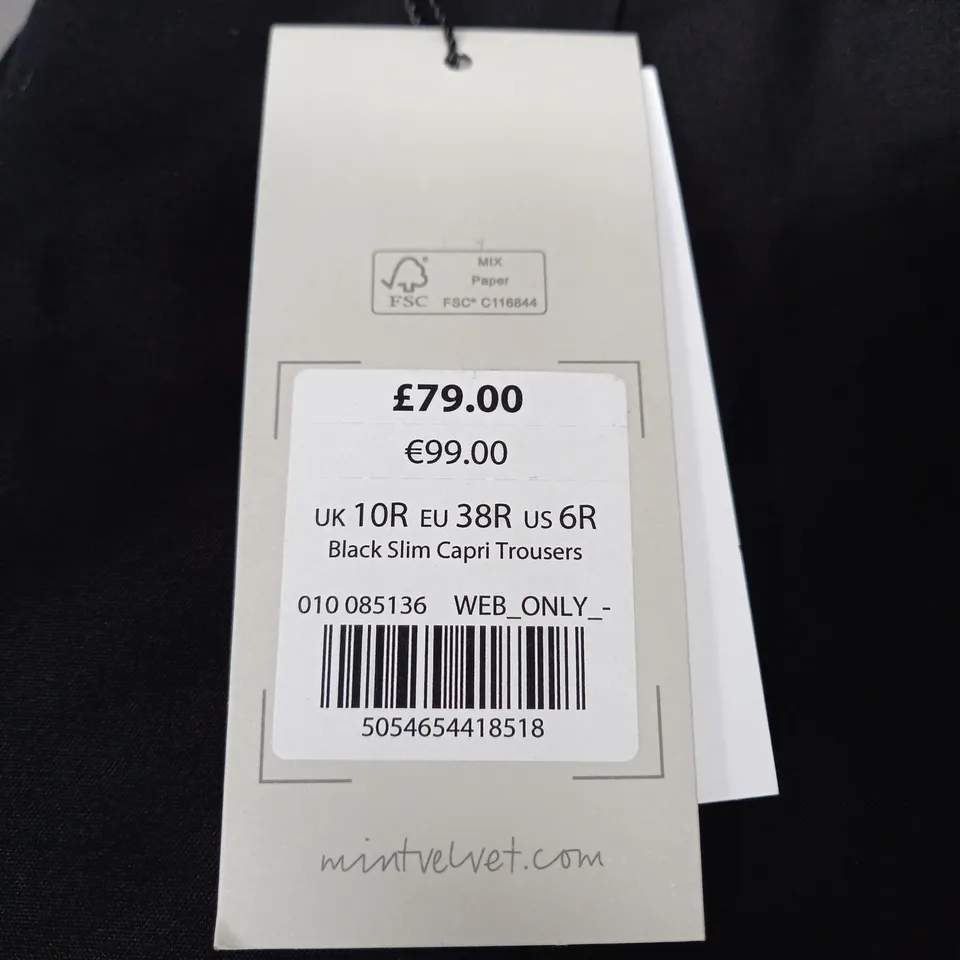 MIX
Paper
FSC FSC® C116844
£79.00
€99.00
UK 10R EU 38R US 6R
Black Slim Capri Trousers
010 085136 WEB_ONLY_-
5054654418518
mintvelvet.com